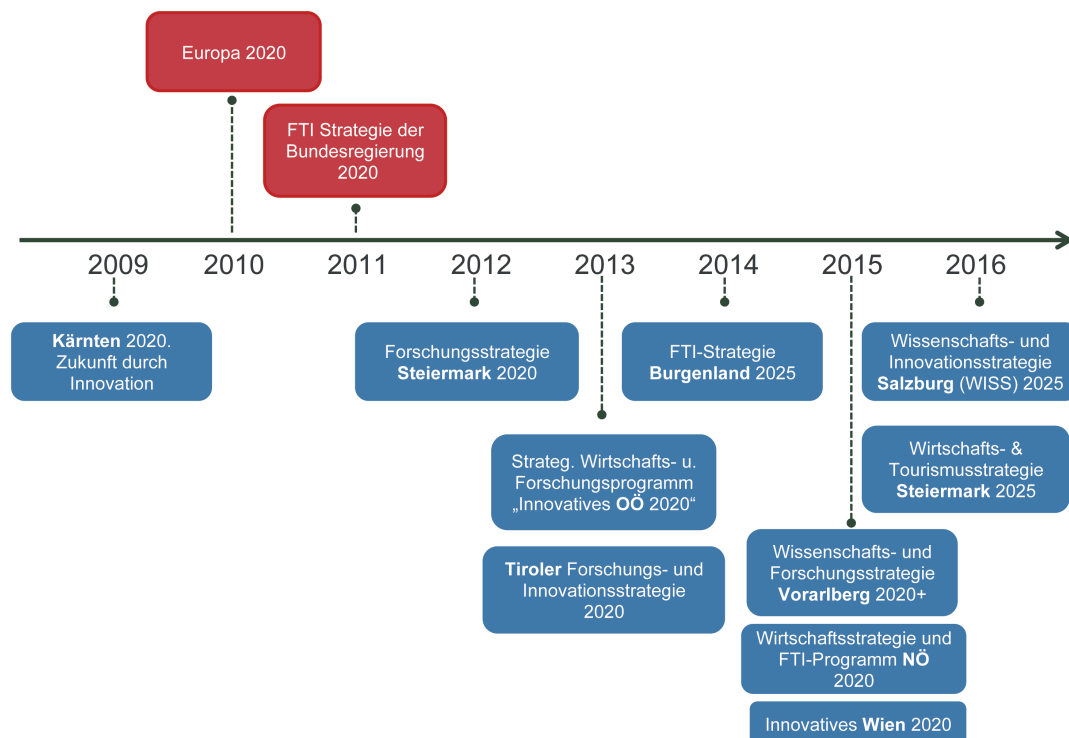 Europa 2020
FTI Strategie der
Bundesregierung
2020
2009
2010
2011
2012
2013
2014
2015
2016
Kärnten 2020.
Zukunft durch
Innovation
Forschungsstrategie
Steiermark 2020
FTI-Strategie
Burgenland 2025
Wissenschafts- und
Innovationsstrategie
Salzburg (WISS) 2025
Strateg. Wirtschafts- u.
Forschungsprogramm
„Innovatives OÖ 2020“
Wirtschafts- &
Tourismusstrategie
Steiermark 2025
Tiroler Forschungs- und
Innovationsstrategie
2020
Wissenschafts- und
Forschungsstrategie
Vorarlberg 2020+
Wirtschaftsstrategie und
FTI-Programm NÖ
2020
Innovatives Wien 2020